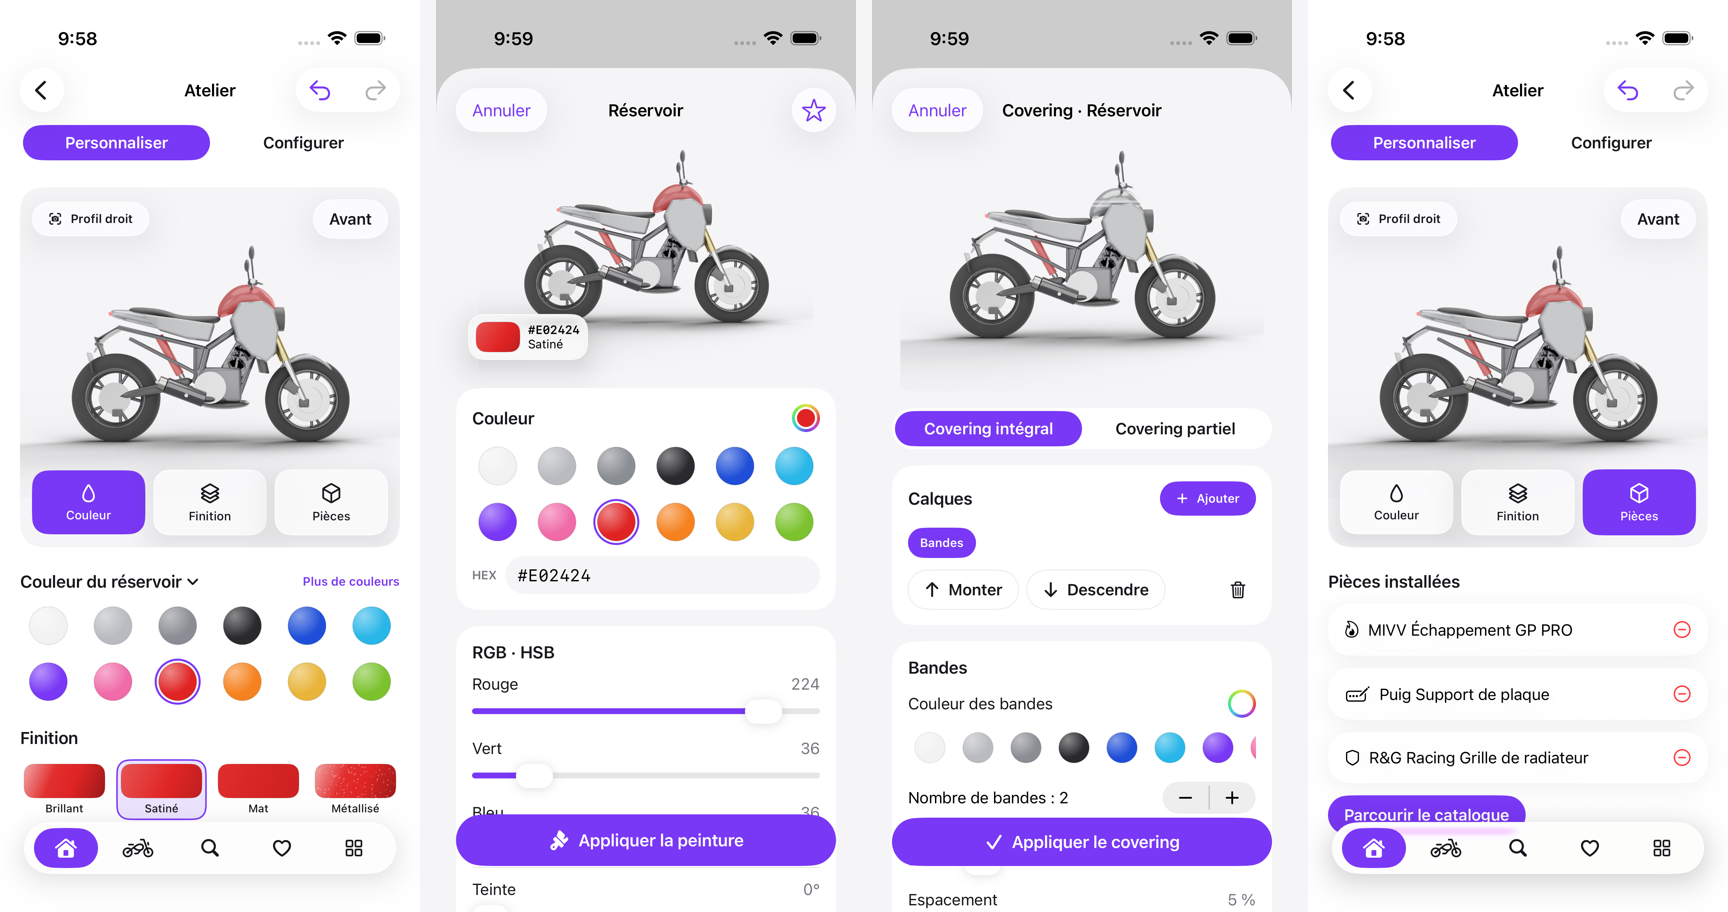 9:58
Atelier
Personnaliser
Configurer
Profil droit
Avant
Couleur
Finition
Pièces
Couleur du réservoir
Plus de couleurs
Finition
Brillant
Satiné
Mat
Métallisé
9:59
Annuler
Réservoir
#E02424
Satiné
Couleur
HEX
#E02424
RGB · HSB
Rouge
224
Vert
36
Bleu
36
Appliquer la peinture
Teinte
0°
9:59
Annuler
Covering · Réservoir
Covering intégral
Covering partiel
Calques
+ Ajouter
Bandes
↑ Monter
↓ Descendre
Bandes
Couleur des bandes
Nombre de bandes : 2
− +
Appliquer le covering
Espacement
5 %
9:58
Atelier
Personnaliser
Configurer
Profil droit
Avant
Couleur
Finition
Pièces
Pièces installées
MIVV Échappement GP PRO
Puig Support de plaque
R&G Racing Grille de radiateur
Parcourir le catalogue